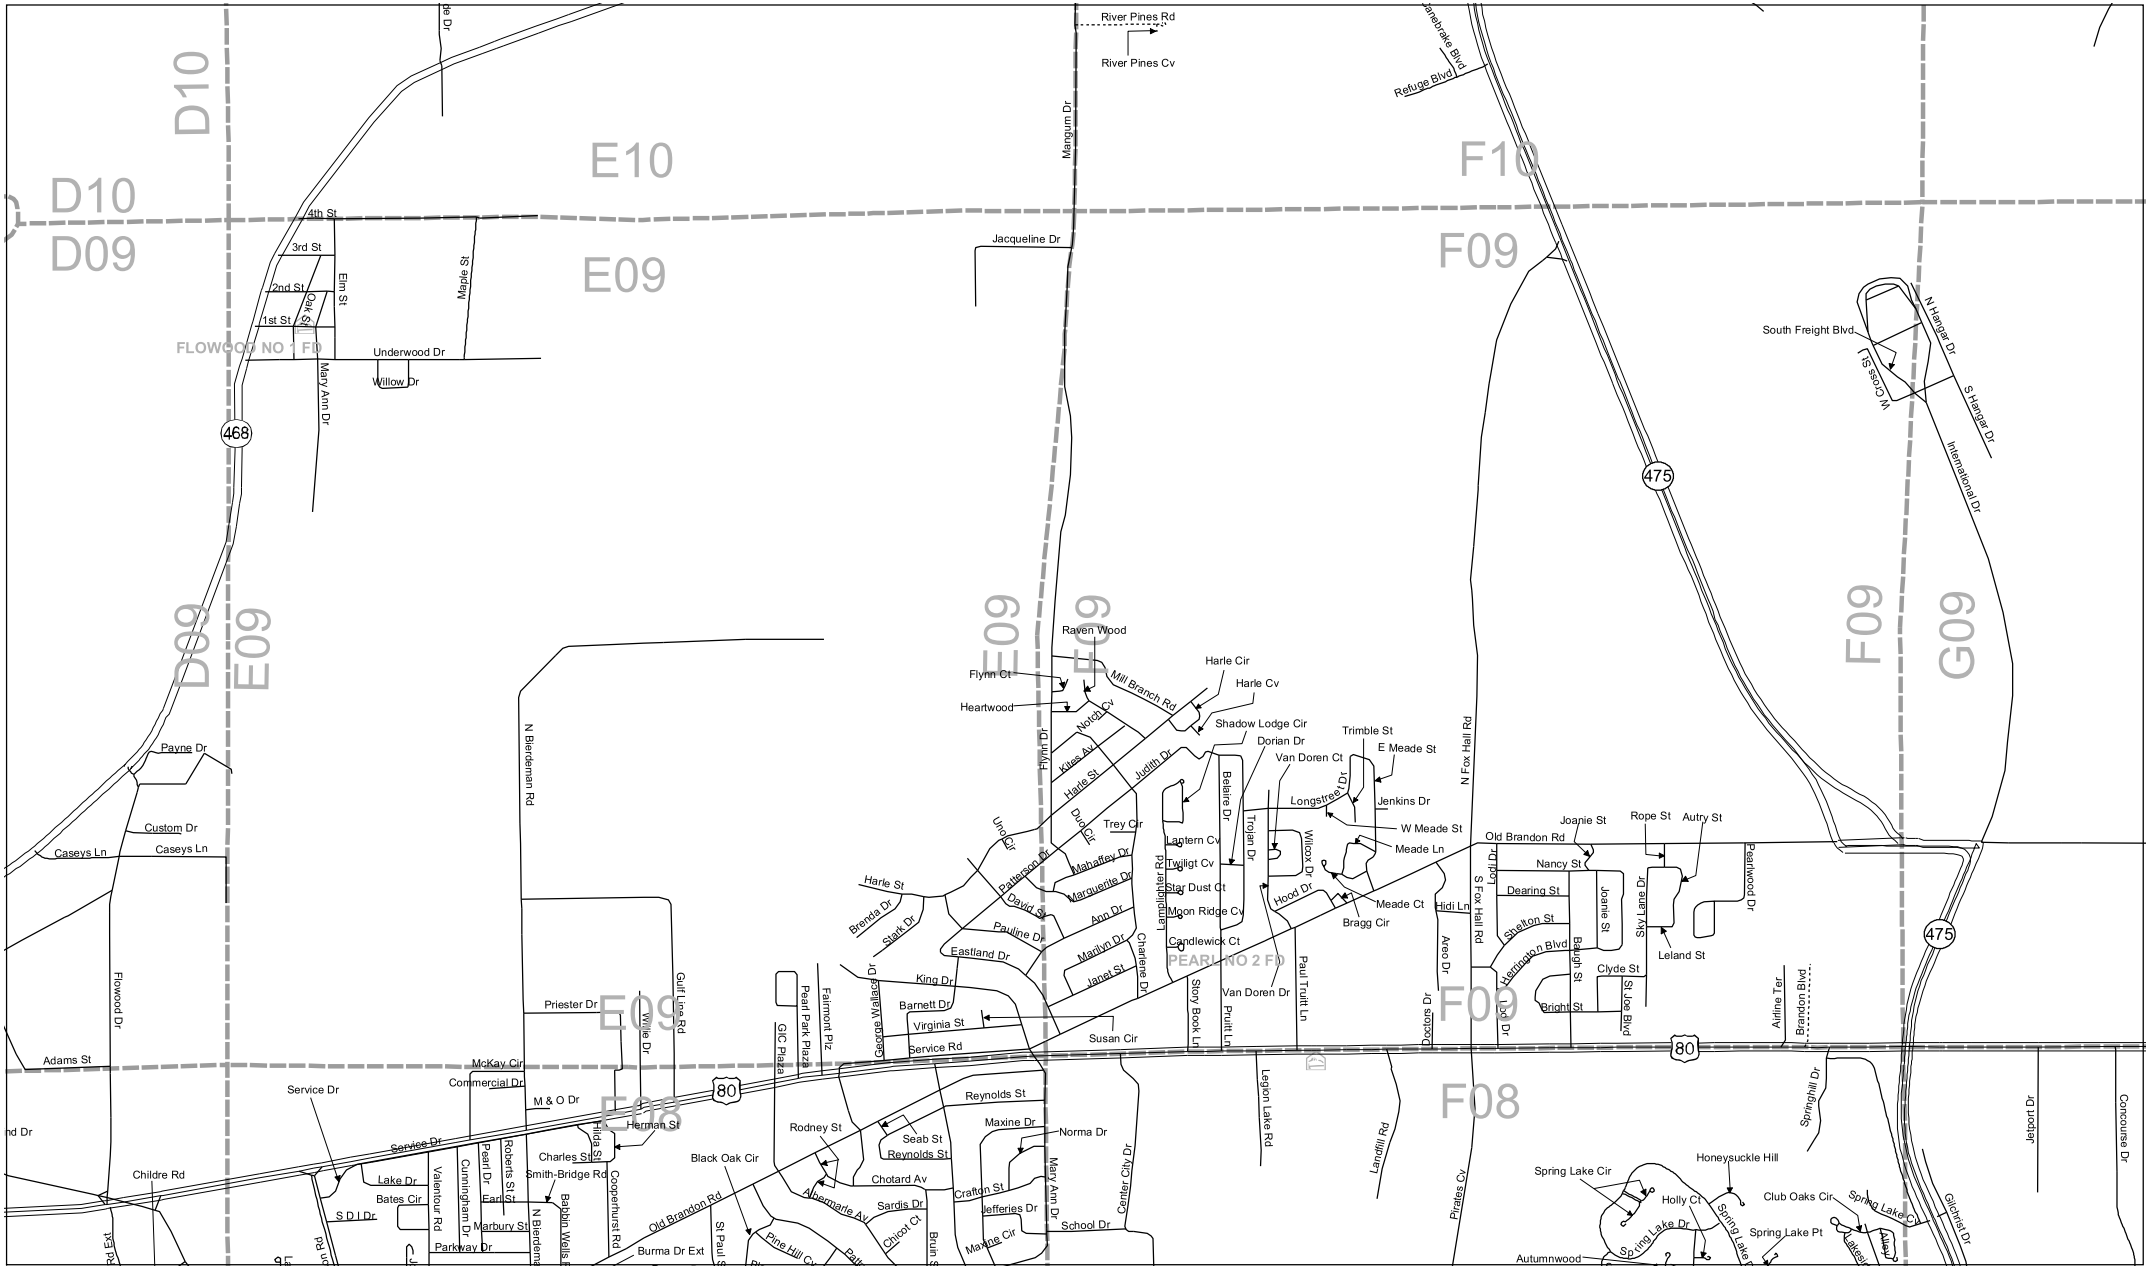 River Pines Rd
River Pines Cv
Refuge Blvd
Mangum Dr
D10
E10
F10
D10
D09
E09
F09
4th St
3rd St
2nd St
1st St
Oak St
Elm St
Maple St
Jacqueline Dr
FLOWOOD NO 1 FD
Underwood Dr
Willow Dr
Mary Ann Dr
South Freight Blvd
N Hangar Dr
S Hangar Dr
W Cross St
International Dr
468
475
D09
E09
E09
F09
F09
G09
Raven Wood
Flynn Ct
Heartwood
Mill Branch Rd
Harle Cir
Harle Cv
Notch Cv
Shadow Lodge Cir
Dorian Dr
Van Doren Ct
Trimble St
E Meade St
Flynn Dr
Kites Av
Harle St
Judith Dr
Belaire Dr
Longstreet Dr
Jenkins Dr
N Fox Hall Rd
N Bierdeman Rd
Payne Dr
Custom Dr
Caseys Ln
Caseys Ln
Uno Cir
Duo Cir
Trey Cir
Trojan Dr
Wilcox Dr
W Meade St
Meade Ln
Old Brandon Rd
Joanie St
Rope St
Autry St
Lantern Cv
Twiligt Cv
Star Dust Ct
Moon Ridge Cv
Candlewick Ct
Lamplighter Rd
Patterson Dr
Mahaffey Dr
Marguerite Dr
Harle St
Brenda Dr
Stark Dr
David St
Pauline Dr
Ann Dr
Marilyn Dr
Janet St
Charlene Dr
Eastland Dr
Hood Dr
Meade Ct
Bragg Cir
Hidi Ln
Lodi Dr
Nancy St
Dearing St
Shelton St
Herrington Blvd
Joanie St
Baugh St
Sky Lane Dr
Pearlwood Dr
Leland St
Clyde St
Bright St
St Joe Blvd
S Fox Hall Rd
Areo Dr
PEARL NO 2 FD
475
Flowood Dr
Gulf Line Rd
Priester Dr
E09
Willie Dr
Pearl Park Plaza
Fairmont Plz
GIC Plaza
George Wallace Dr
King Dr
Barnett Dr
Virginia St
Service Rd
Susan Cir
Story Book Ln
Pruitt Ln
Van Doren Dr
Paul Truitt Ln
Doctors Dr
F09
Airline Ter
Brandon Blvd
Adams St
McKay Cir
Commercial Dr
M & O Dr
80
80
E08
F08
Service Dr
Service Dr
Herman St
Hilda St
Charles St
Smith-Bridge Rd
Childre Rd
Lake Dr
Bates Cir
S D I Dr
Valentour Rd
Cunningham Dr
Pearl Dr
Roberts St
Earl St
Marbury St
Parkway Dr
Babbin Wells
Cooperhurst Rd
Old Brandon Rd
Burma Dr Ext
Black Oak Cir
Rodney St
Seab St
Reynolds St
Reynolds St
Maxine Dr
Norma Dr
Chotard Av
Crafton St
Albermarle Av
Sardis Dr
Chicot Ct
Jefferies Dr
Maxine Cir
Pine Hill Cv
Mary Ann Dr
School Dr
Center City Dr
Legion Lake Rd
Landfill Rd
Pirates Cv
Springhill Dr
Spring Lake Cir
Honeysuckle Hill
Holly Ct
Spring Lake Dr
Autumnwood
Club Oaks Cir
Spring Lake Pt
Alley
Gilchrist Dr
Jetport Dr
Concourse Dr